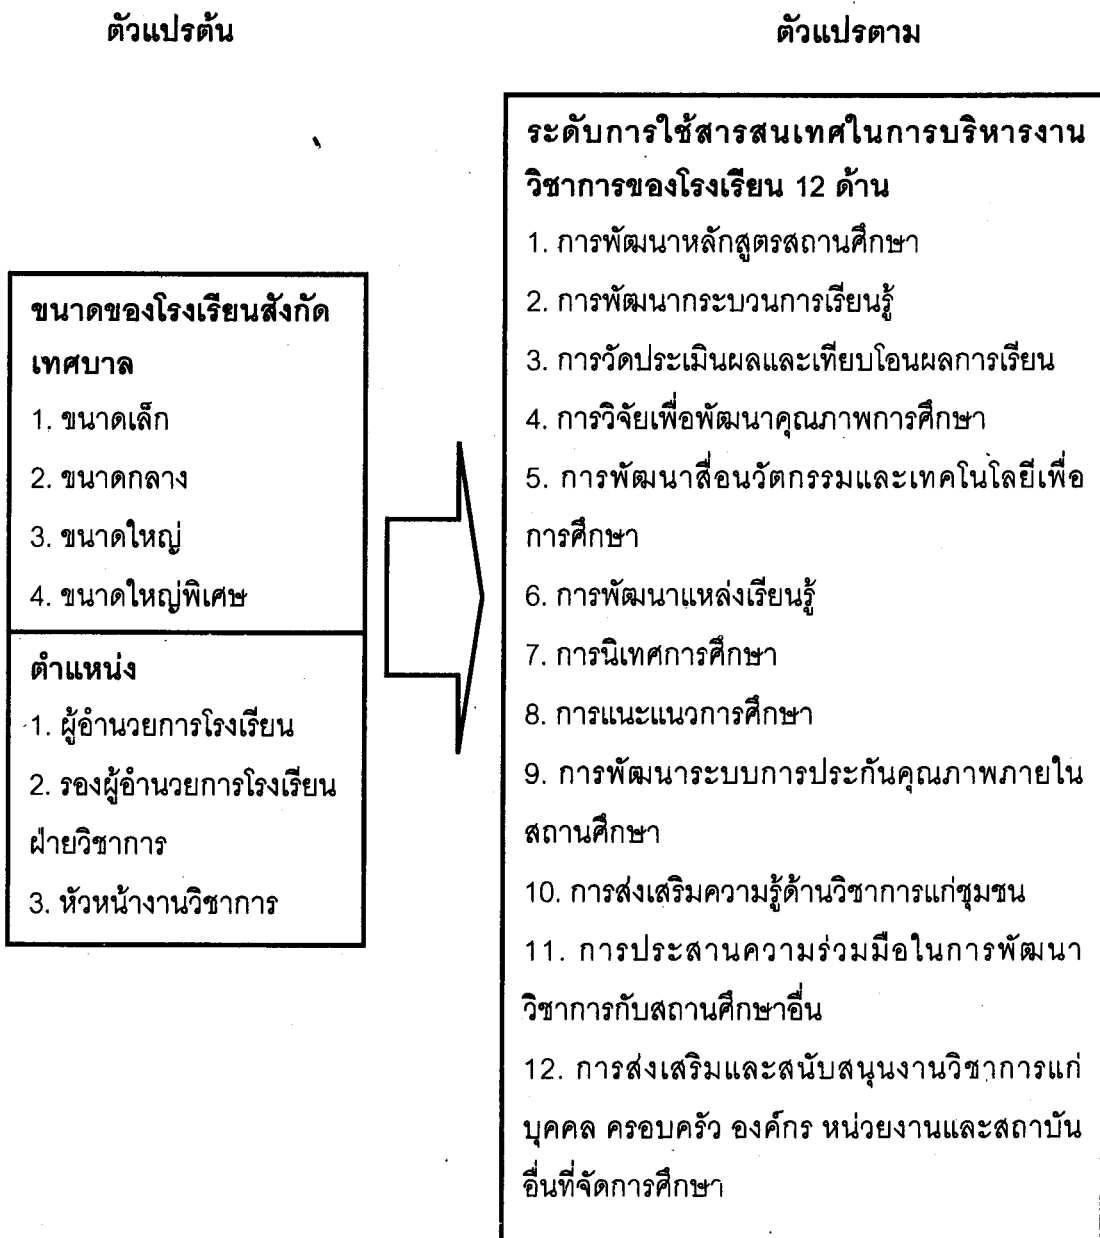 ตัวแปรต้น
ตัวแปรตาม
ขนาดของโรงเรียนสังกัด
เทศบาล
1. ขนาดเล็ก
2. ขนาดกลาง
3. ขนาดใหญ่
4. ขนาดใหญ่พิเศษ
ตำแหน่ง
1. ผู้อำนวยการโรงเรียน
2. รองผู้อำนวยการโรงเรียน
ฝ่ายวิชาการ
3. หัวหน้างานวิชาการ
ระดับการใช้สารสนเทศในการบริหารงาน
วิชาการของโรงเรียน 12 ด้าน
1. การพัฒนาหลักสูตรสถานศึกษา
2. การพัฒนากระบวนการเรียนรู้
3. การวัดประเมินผลและเทียบโอนผลการเรียน
4. การวิจัยเพื่อพัฒนาคุณภาพการศึกษา
5. การพัฒนาสื่อนวัตกรรมและเทคโนโลยีเพื่อ
การศึกษา
6. การพัฒนาแหล่งเรียนรู้
7. การนิเทศการศึกษา
8. การแนะแนวการศึกษา
9. การพัฒนาระบบการประกันคุณภาพภายใน
สถานศึกษา
10. การส่งเสริมความรู้ด้านวิชาการแก่ชุมชน
11. การประสานความร่วมมือในการพัฒนา
วิชาการกับสถานศึกษาอื่น
12. การส่งเสริมและสนับสนุนงานวิชาการแก่
บุคคล ครอบครัว องค์กร หน่วยงานและสถาบัน
อื่นที่จัดการศึกษา